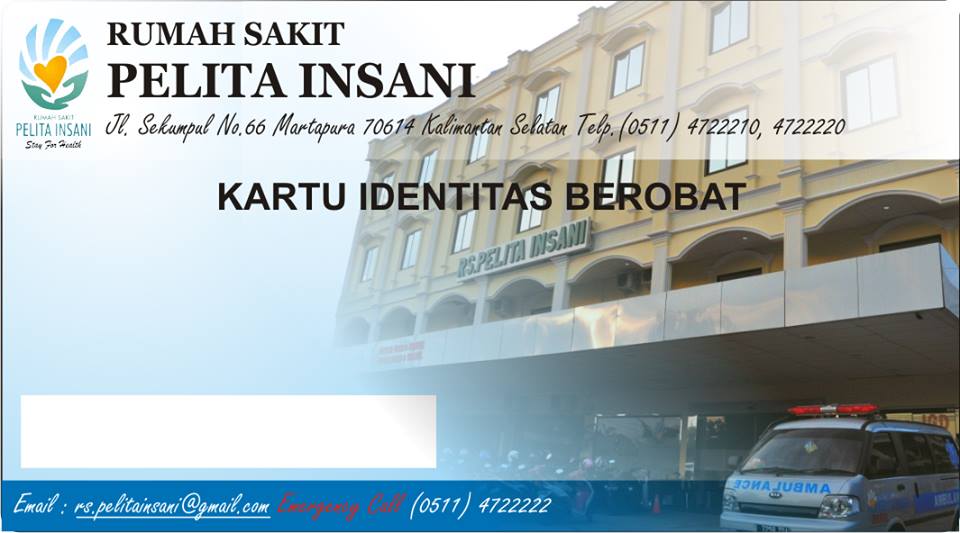 RUMAH SAKIT
PELITA INSANI
Jl. Sekumpul No.66 Martapura 70614 Kalimantan Selatan Telp.(0511) 4722210, 4722220
RUMAH SAKIT
PELITA INSANI
Stay For Health
KARTU IDENTITAS BEROBAT
RS.PELITA INSANI
IGD
AMBULANCE
Email : rs.pelitainsani@gmail.com Emergency Call (0511) 4722222